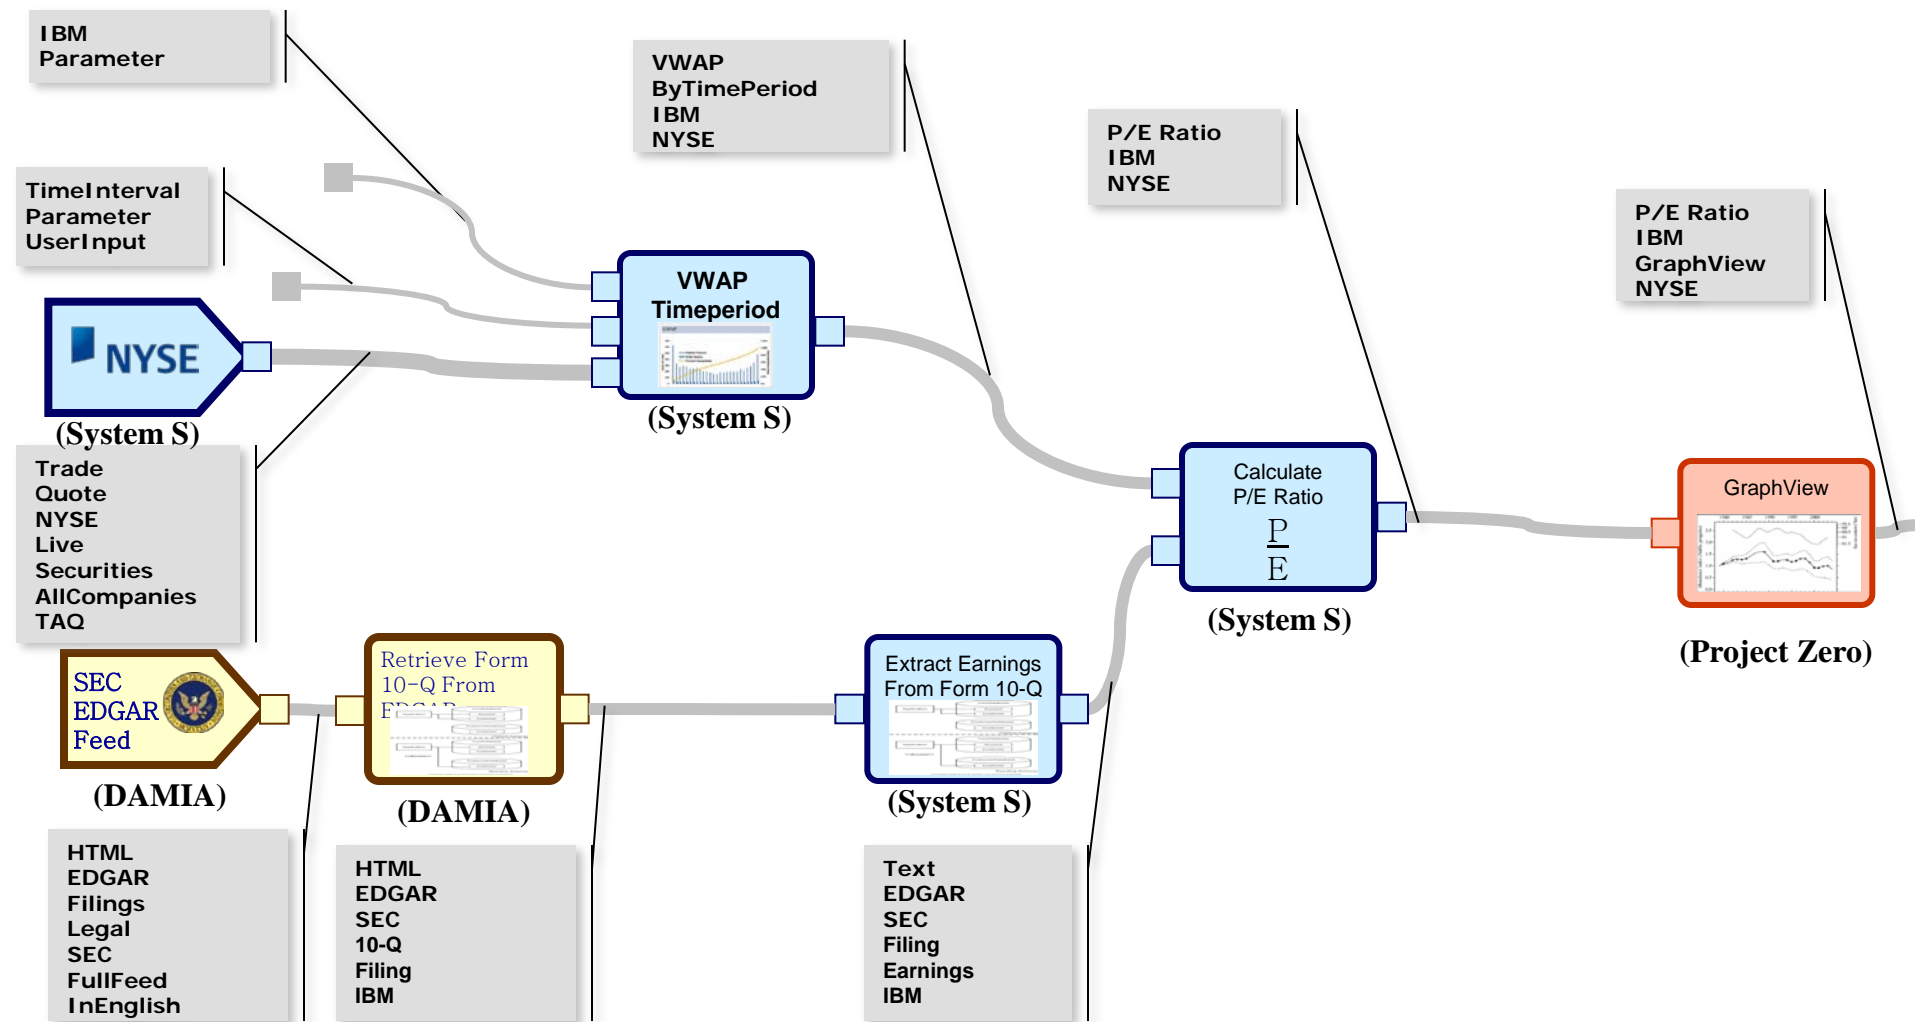 IBM
Parameter
VWAP
ByTimePeriod
IBM
NYSE
P/E Ratio
IBM
NYSE
TimeInterval
Parameter
UserInput
P/E Ratio
IBM
GraphView
NYSE
NYSE
(System S)
VWAP
Timeperiod
(System S)
Trade
Quote
NYSE
Live
Securities
AllCompanies
TAQ
Calculate
P/E Ratio
P
E
(System S)
GraphView
(Project Zero)
SEC
EDGAR
Feed
(DAMIA)
Retrieve Form
10-Q From
EDGAR
(DAMIA)
Extract Earnings
From Form 10-Q
(System S)
HTML
EDGAR
Filings
Legal
SEC
FullFeed
InEnglish
HTML
EDGAR
SEC
10-Q
Filing
IBM
Text
EDGAR
SEC
Filing
Earnings
IBM